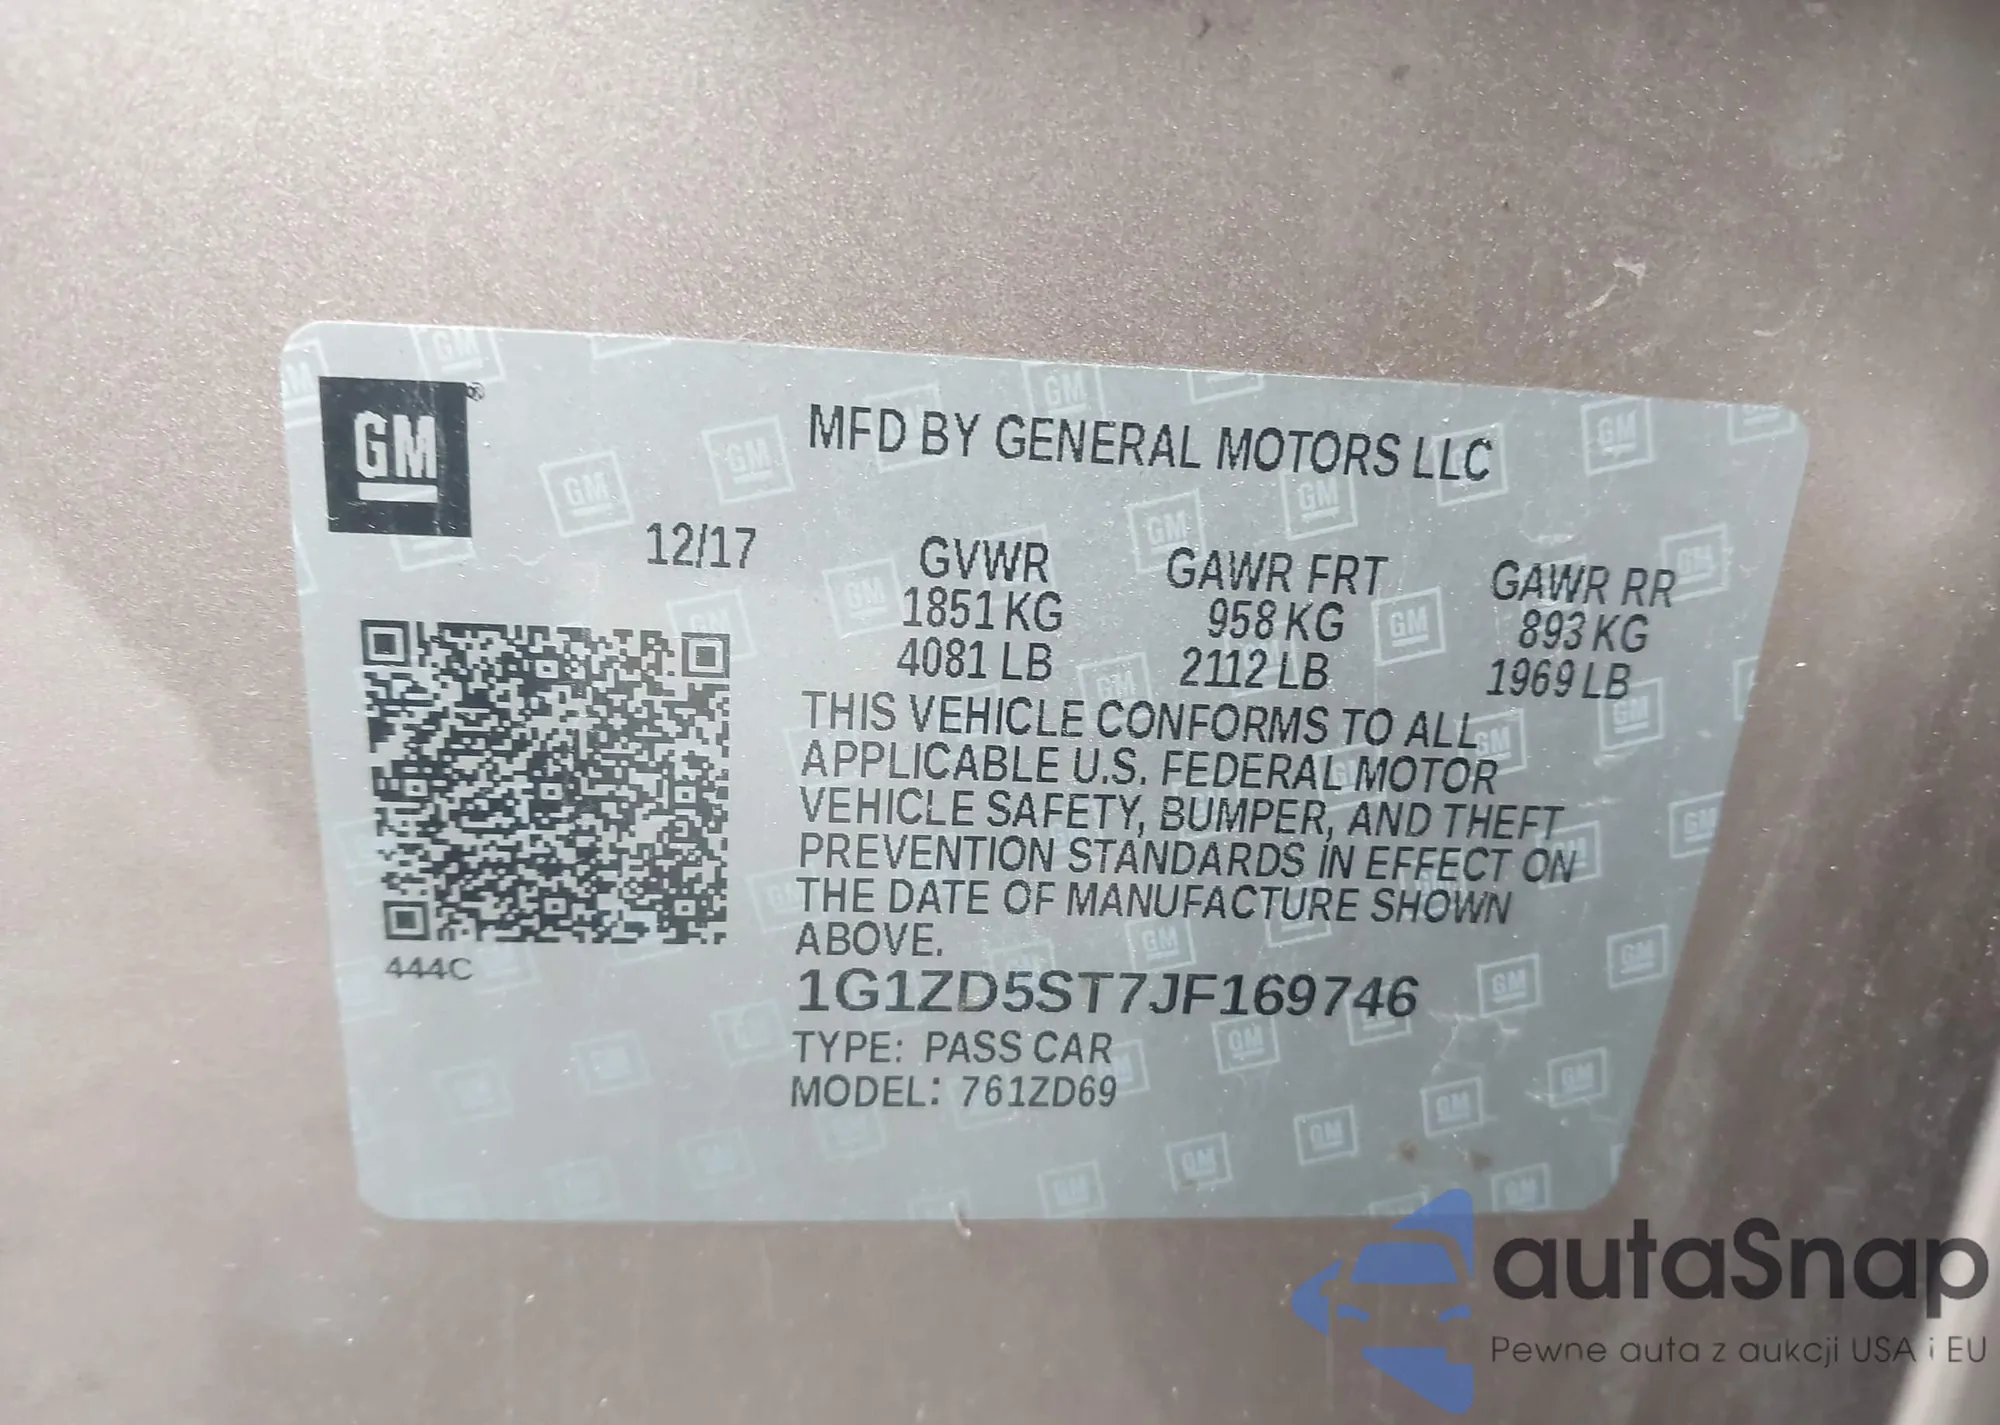 GM®
MFD BY GENERAL MOTORS LLC
12/17
GVWR GAWR FRT GAWR RR
1851 KG 958 KG 893 KG
4081 LB 2112 LB 1969 LB
THIS VEHICLE CONFORMS TO ALL
APPLICABLE U.S. FEDERAL MOTOR
VEHICLE SAFETY, BUMPER, AND THEFT
PREVENTION STANDARDS IN EFFECT ON
THE DATE OF MANUFACTURE SHOWN
ABOVE.
444C
1G1ZD5ST7JF169746
TYPE: PASS CAR
MODEL: 761ZD69
autaSnap
Pewne auta z aukcji USA i EU